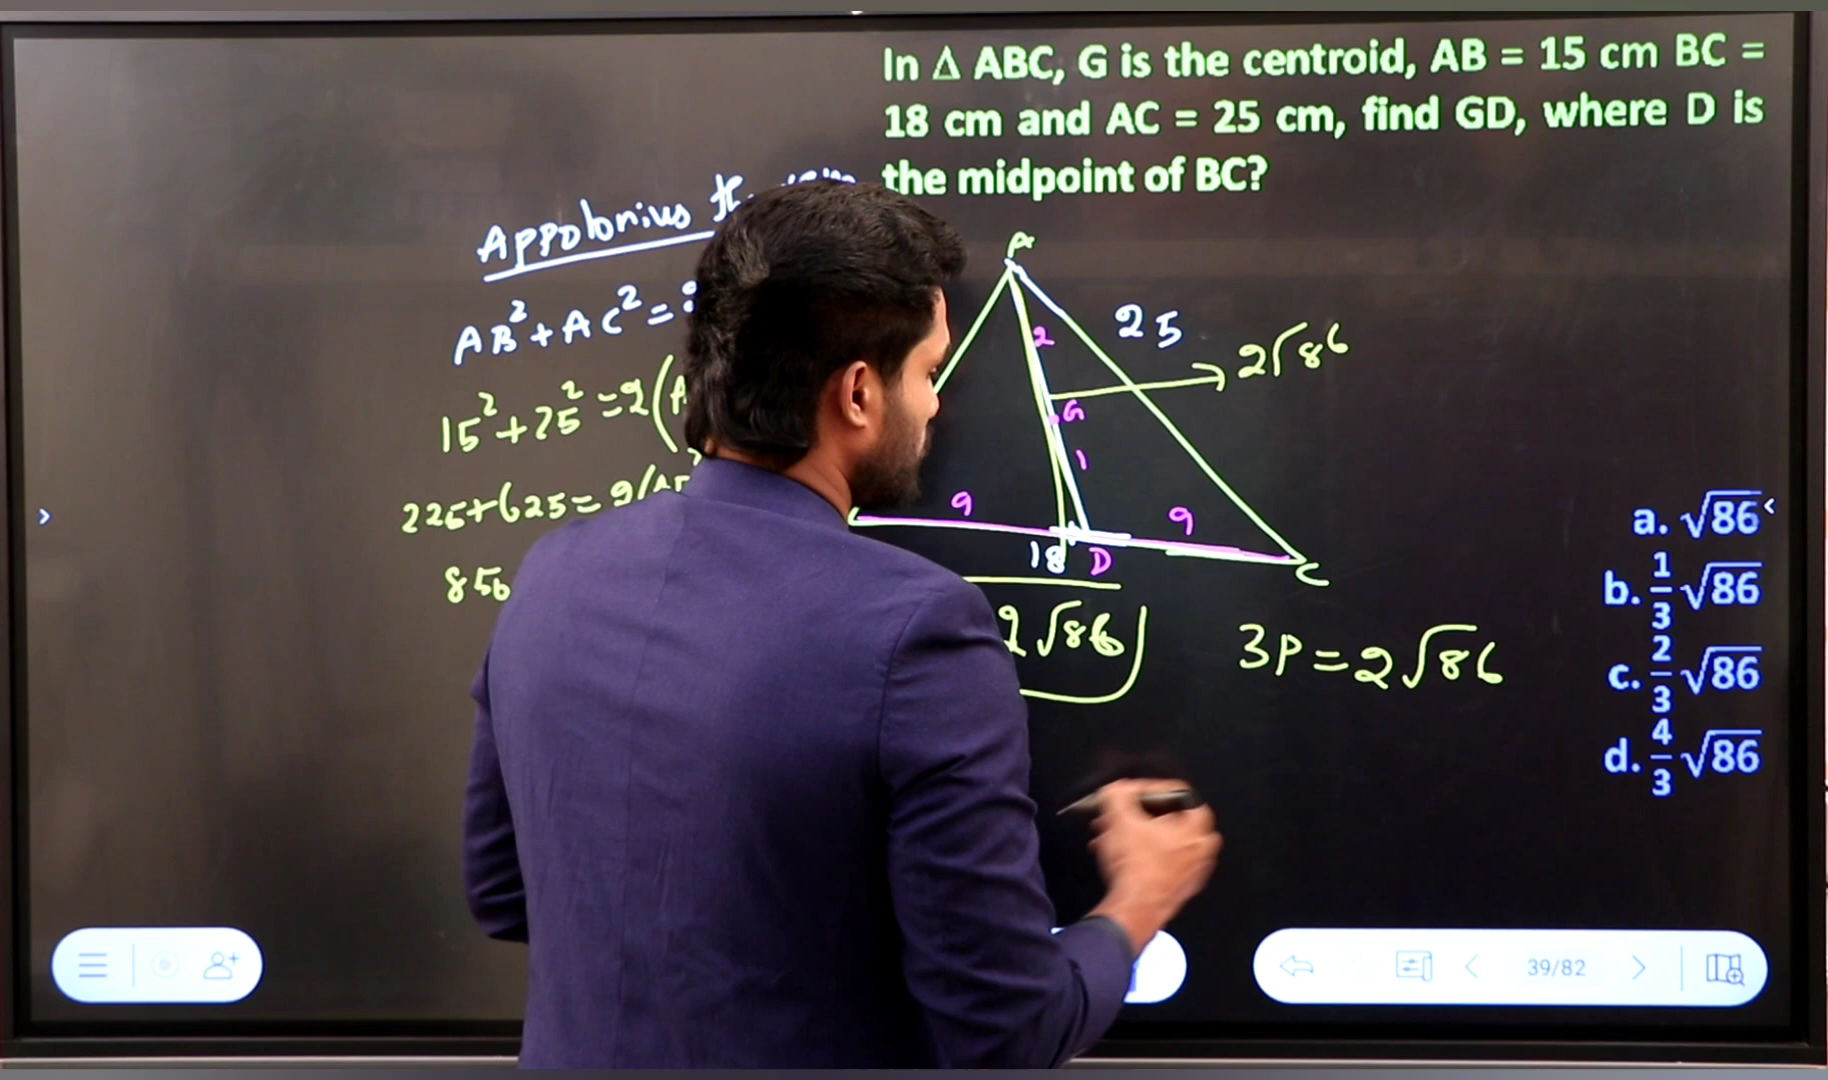 In Δ ABC, G is the centroid, AB = 15 cm BC =
18 cm and AC = 25 cm, find GD, where D is
the midpoint of BC?
Appolonius
AB² + AC² =
15² + 25² = 2(A
225 + 625 = 2(AD
850
A
2
25
2√86
G
1
9
9
18
D
C
2√86
3P = 2√86
a. √86
b. 1/3 √86
c. 2/3 √86
d. 4/3 √86
39/82